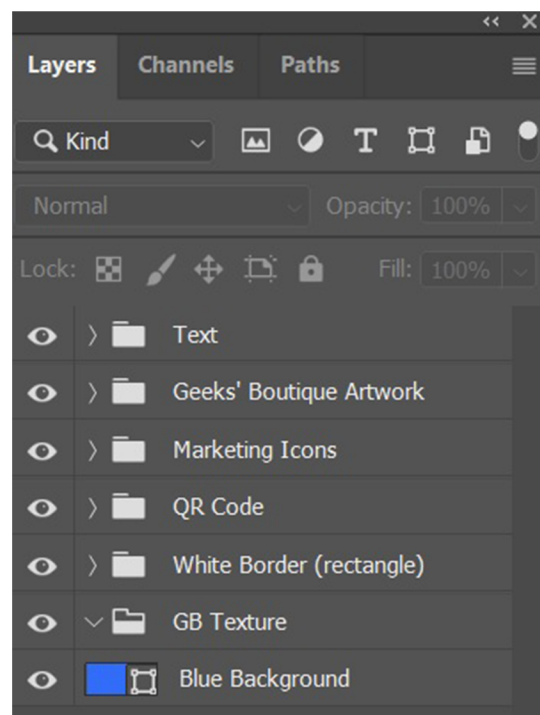 Layers Channels Paths
Kind
Normal Opacity: 100%
Lock: Fill: 100%
Text
Geeks' Boutique Artwork
Marketing Icons
QR Code
White Border (rectangle)
GB Texture
Blue Background